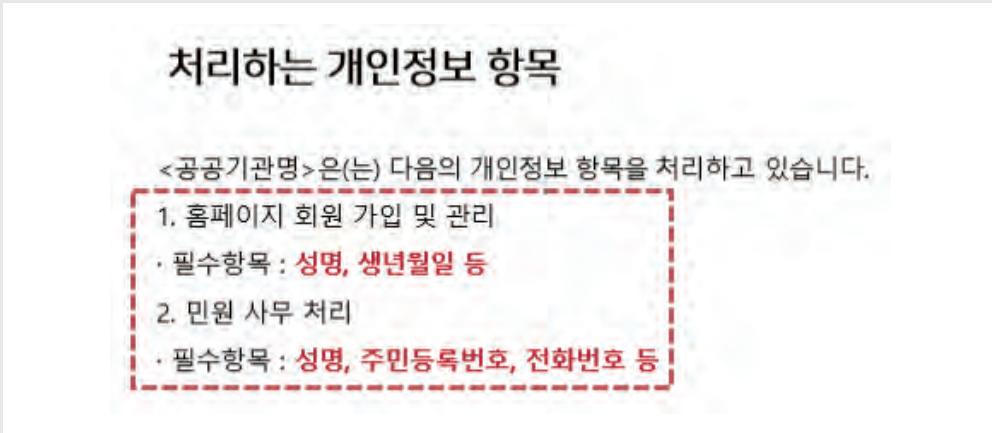 처리하는 개인정보 항목
<공공기관명>은(는) 다음의 개인정보 항목을 처리하고 있습니다.
1. 홈페이지 회원 가입 및 관리
· 필수항목 : 성명, 생년월일 등
2. 민원 사무 처리
· 필수항목 : 성명, 주민등록번호, 전화번호 등